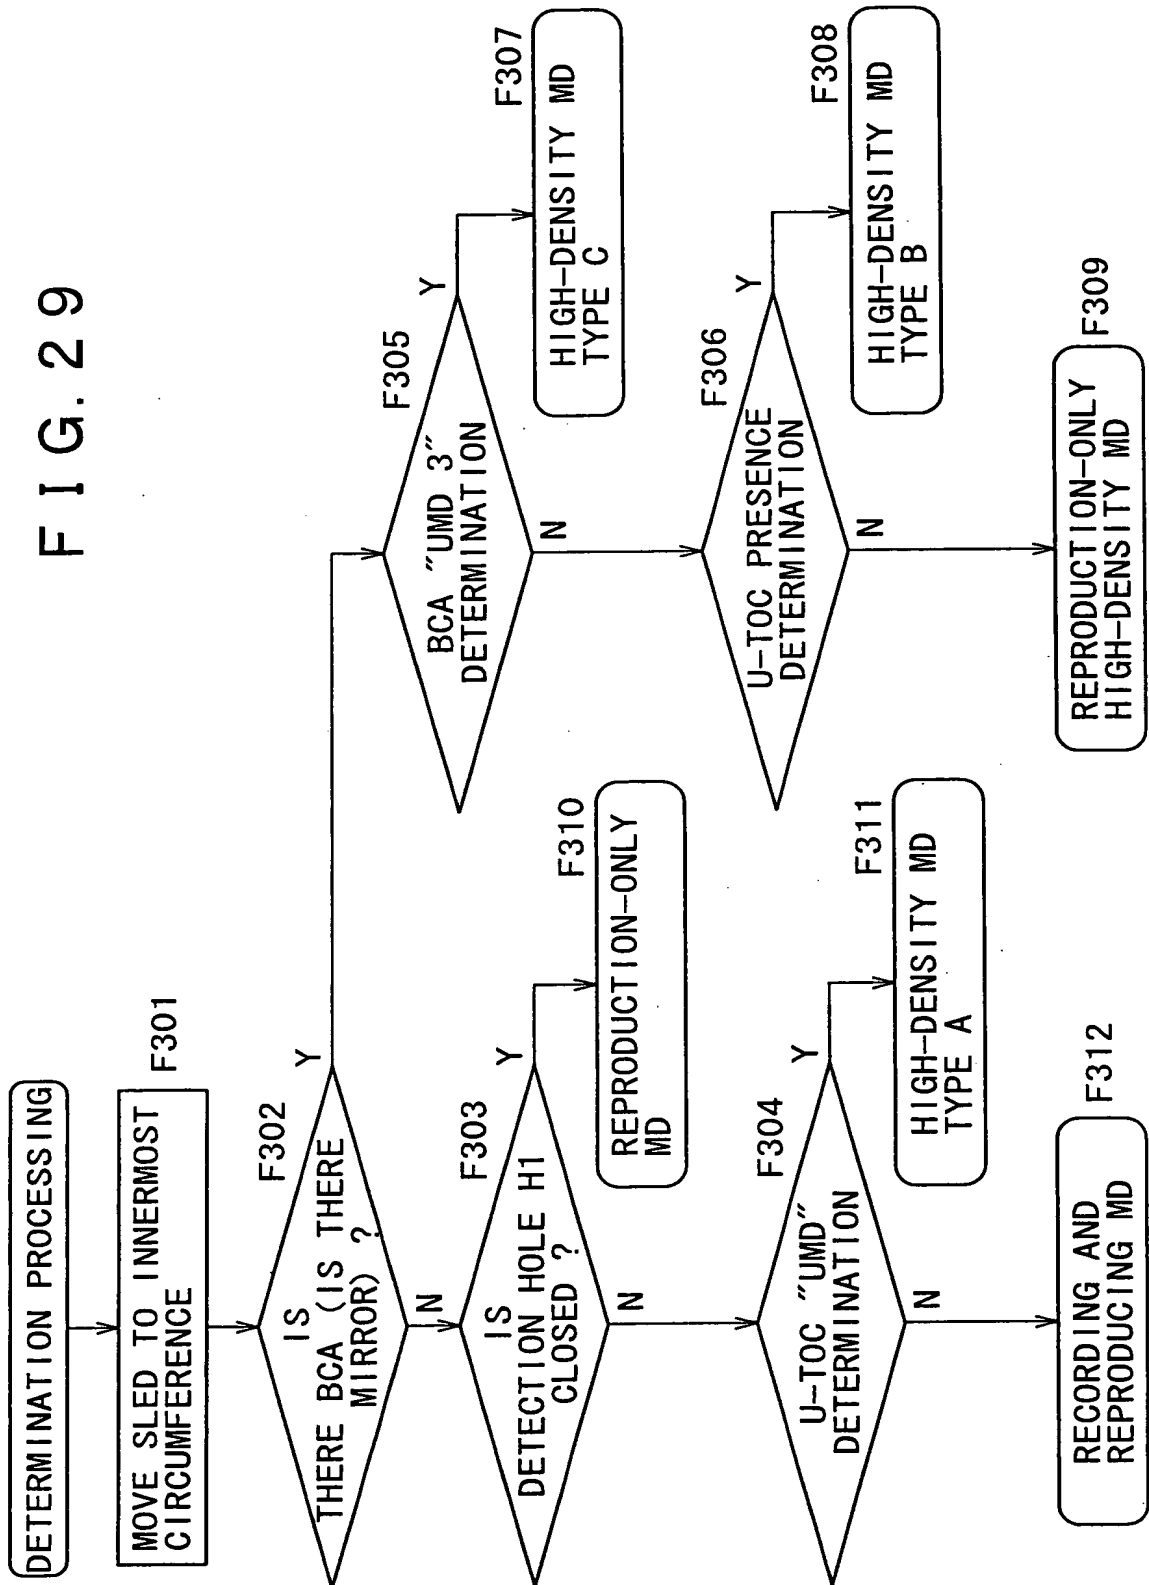 FIG. 29
DETERMINATION PROCESSING
MOVE SLED TO INNERMOST
CIRCUMFERENCE
F301
IS
THERE BCA (IS THERE
MIRROR) ?
F302
Y
N
IS
DETECTION HOLE H1
CLOSED ?
F303
Y
N
REPRODUCTION-ONLY
MD
F310
U-TOC "UMD"
DETERMINATION
F304
Y
N
HIGH-DENSITY MD
TYPE A
F311
RECORDING AND
REPRODUCING MD
F312
BCA "UMD 3"
DETERMINATION
F305
Y
N
HIGH-DENSITY MD
TYPE C
F307
U-TOC PRESENCE
DETERMINATION
F306
Y
N
HIGH-DENSITY MD
TYPE B
F308
REPRODUCTION-ONLY
HIGH-DENSITY MD
F309